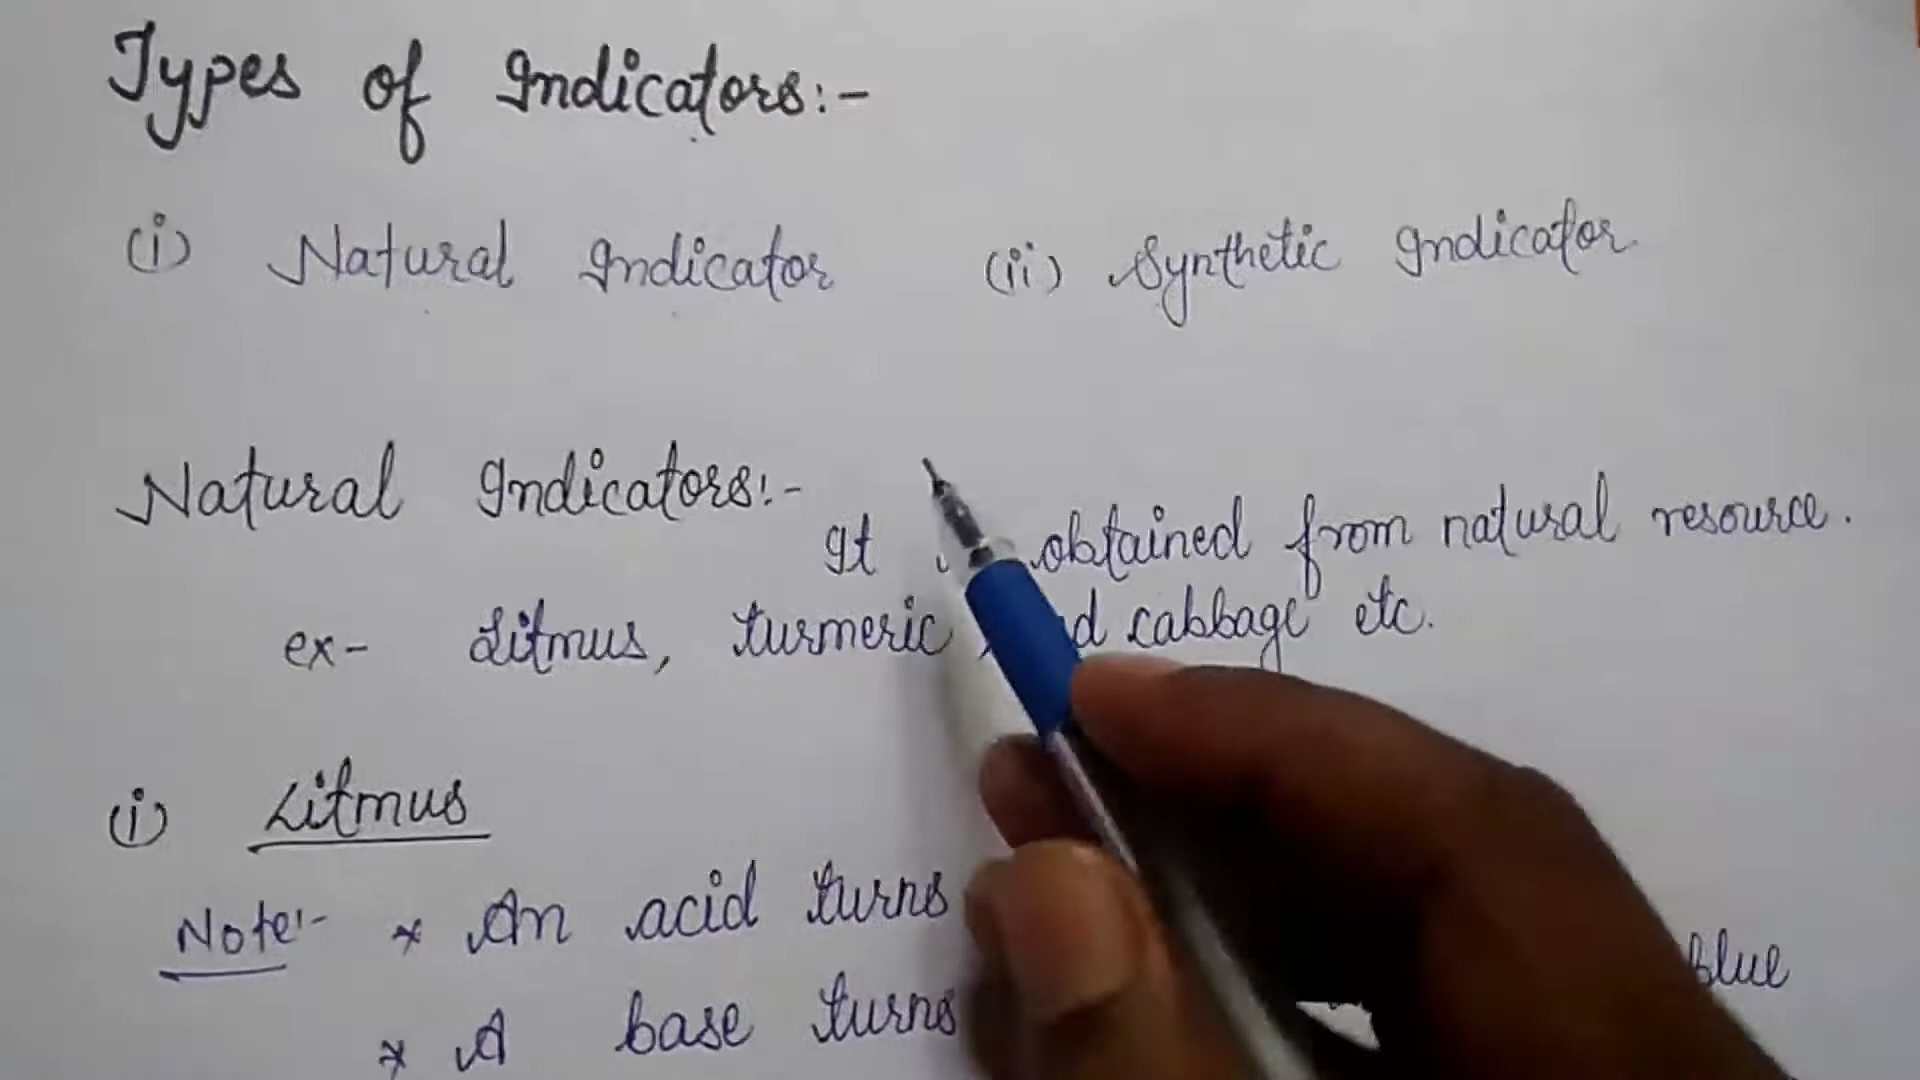 Types of Indicators:-
(i) Natural Indicator (ii) Synthetic Indicator
Natural Indicators:-
It obtained from natural resource.
ex- Litmus, turmeric cabbage etc.
(i) Litmus
Note:- * An acid turns blue
* A base turns